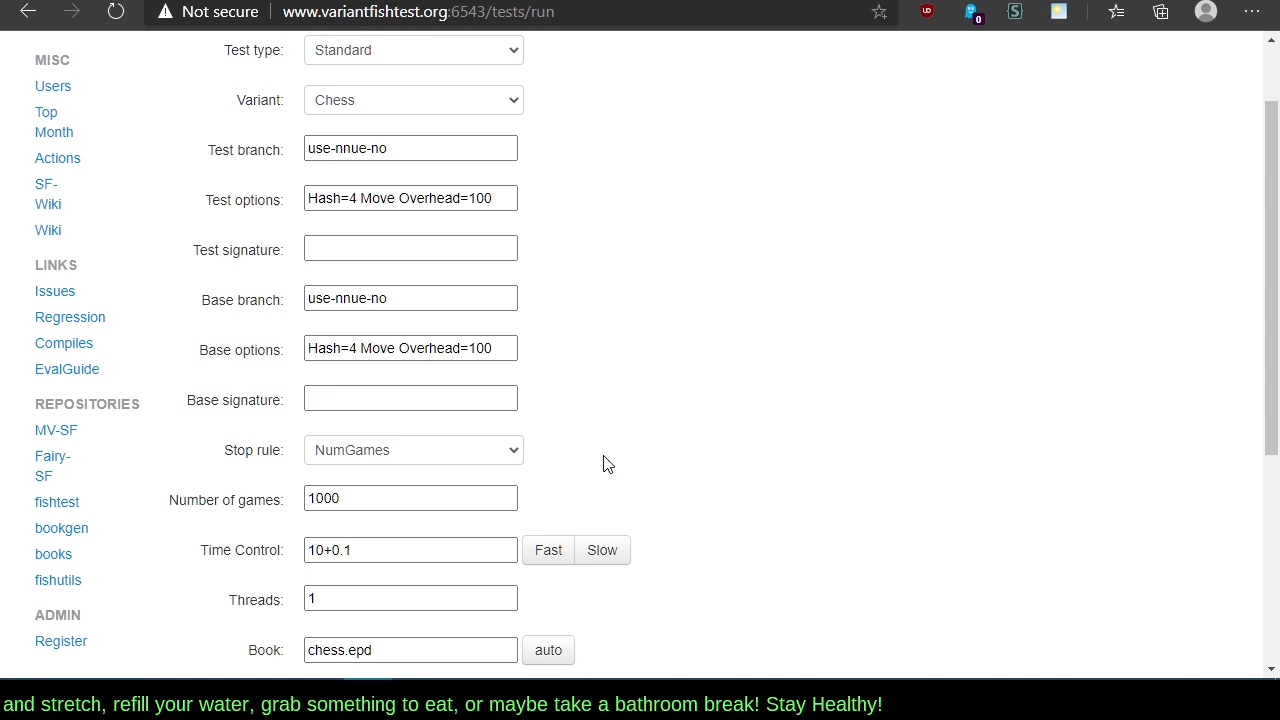 Not secure www.variantfishtest.org:6543/tests/run
0
MISC
Users
Top
Month
Actions
SF-
Wiki
Wiki
LINKS
Issues
Regression
Compiles
EvalGuide
REPOSITORIES
MV-SF
Fairy-
SF
fishtest
bookgen
books
fishutils
ADMIN
Register
Test type: Standard
Variant: Chess
Test branch: use-nnue-no
Test options: Hash=4 Move Overhead=100
Test signature:
Base branch: use-nnue-no
Base options: Hash=4 Move Overhead=100
Base signature:
Stop rule: NumGames
Number of games: 1000
Time Control: 10+0.1 Fast Slow
Threads: 1
Book: chess.epd auto
and stretch, refill your water, grab something to eat, or maybe take a bathroom break! Stay Healthy!